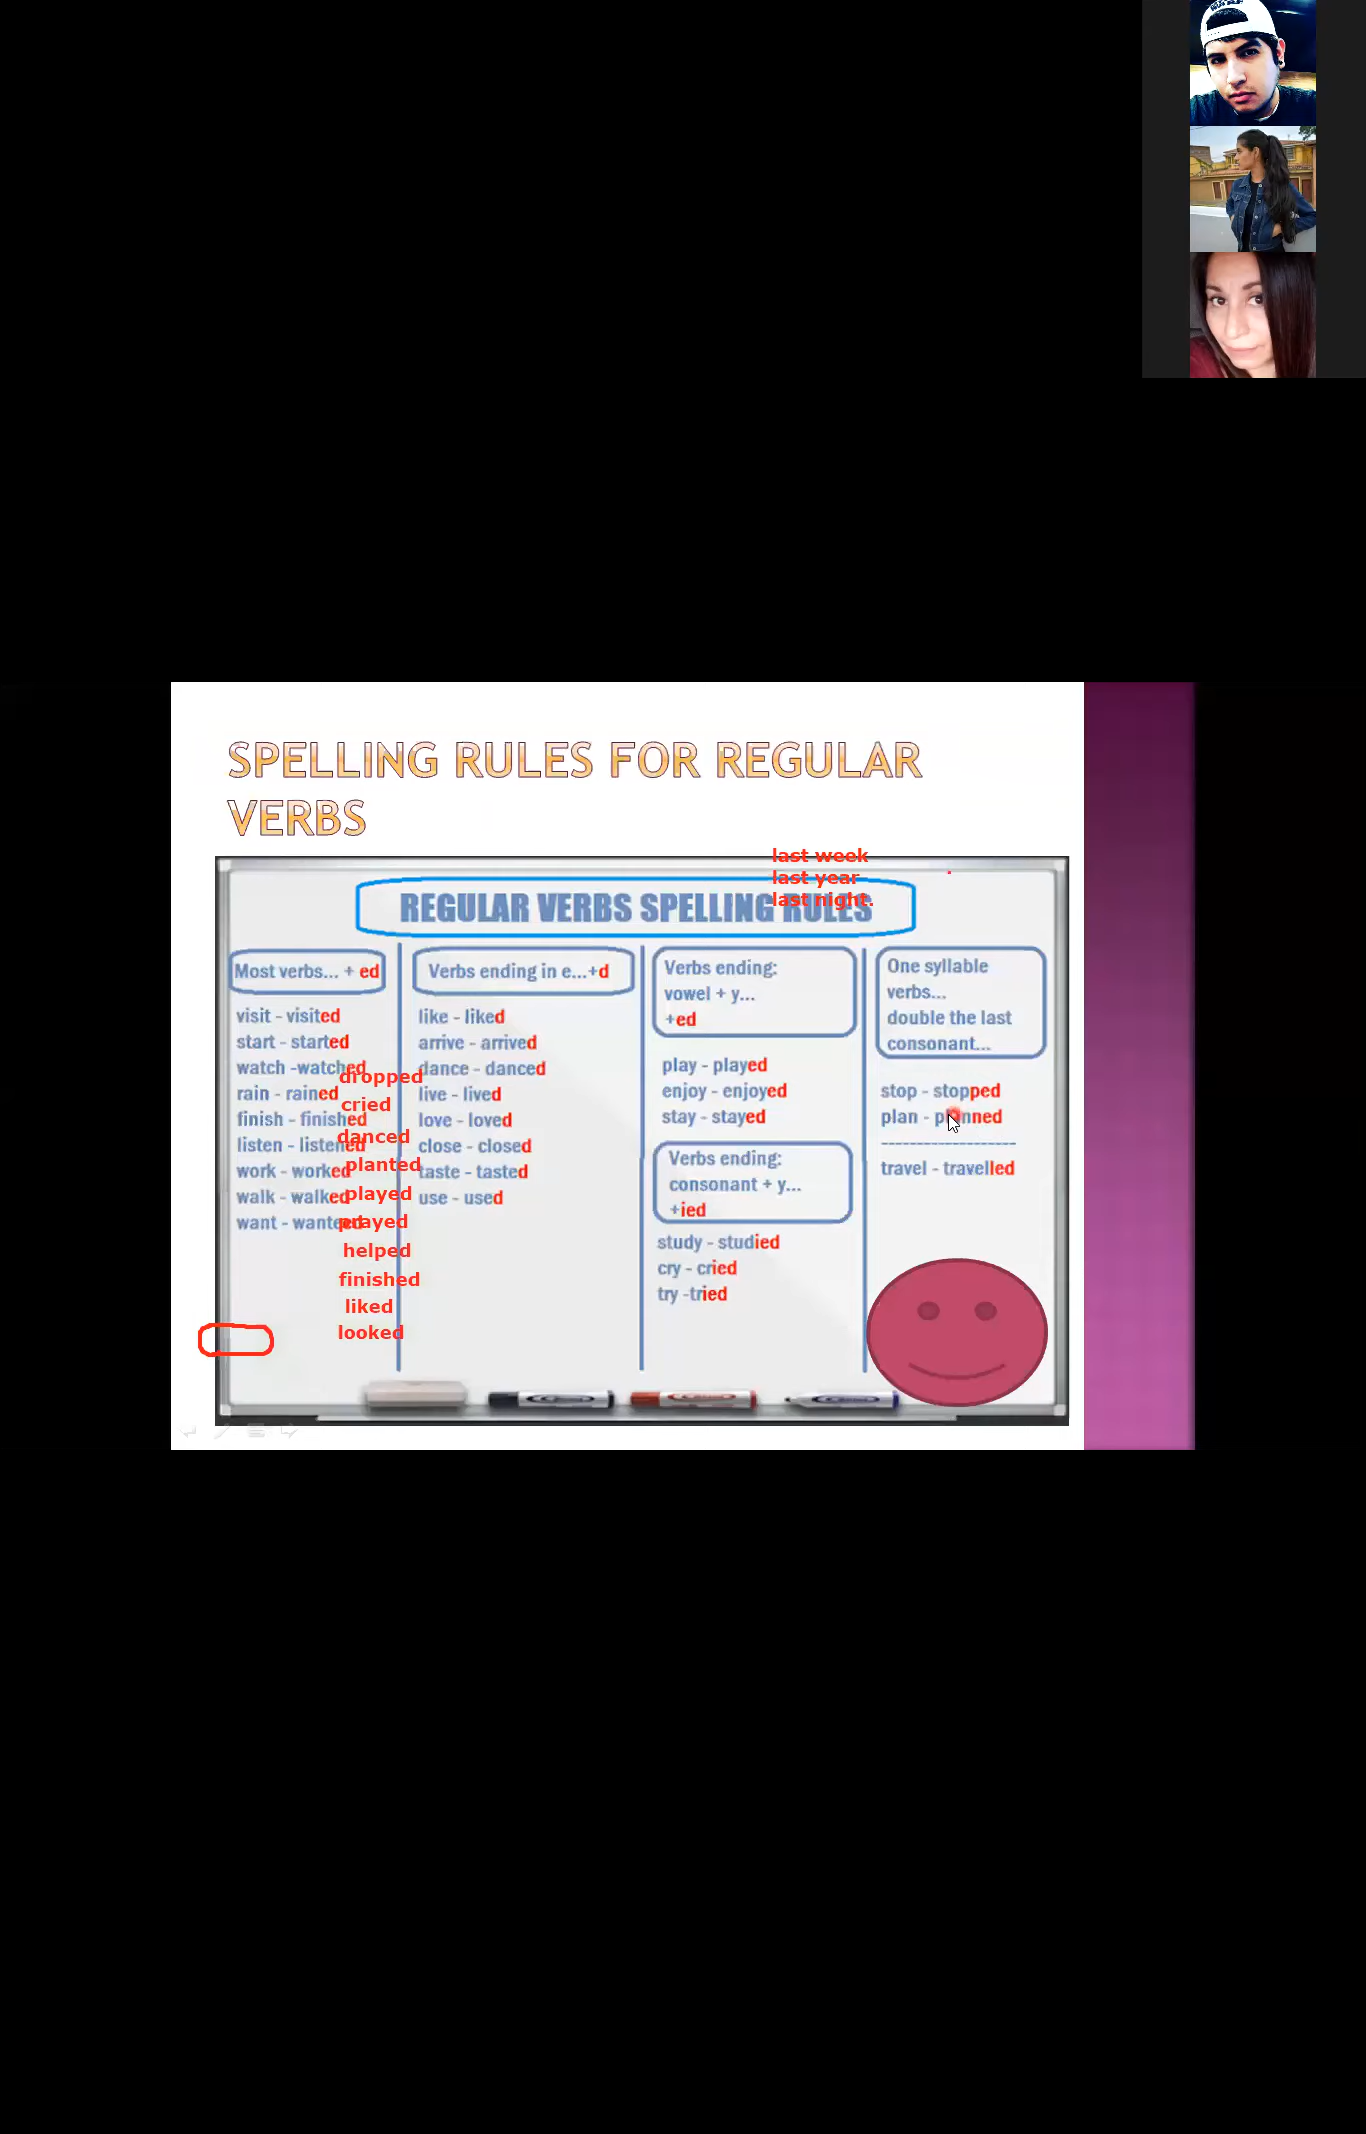 SPELLING RULES FOR REGULAR
VERBS
last week
last year
last night.
REGULAR VERBS SPELLING RULES
Most verbs... + ed
visit - visited
start - started
watch -watched
rain - rained
finish - finished
listen - listened
work - worked
walk - walked
want - wanted
dropped
cried
danced
planted
played
prayed
helped
finished
liked
looked
Verbs ending in e...+d
like - liked
arrive - arrived
dance - danced
live - lived
love - loved
close - closed
taste - tasted
use - used
Verbs ending:
vowel + y...
+ed
play - played
enjoy - enjoyed
stay - stayed
Verbs ending:
consonant + y...
+ied
study - studied
cry - cried
try -tried
One syllable
verbs...
double the last
consonant...
stop - stopped
plan - planned
--------------------
travel - travelled